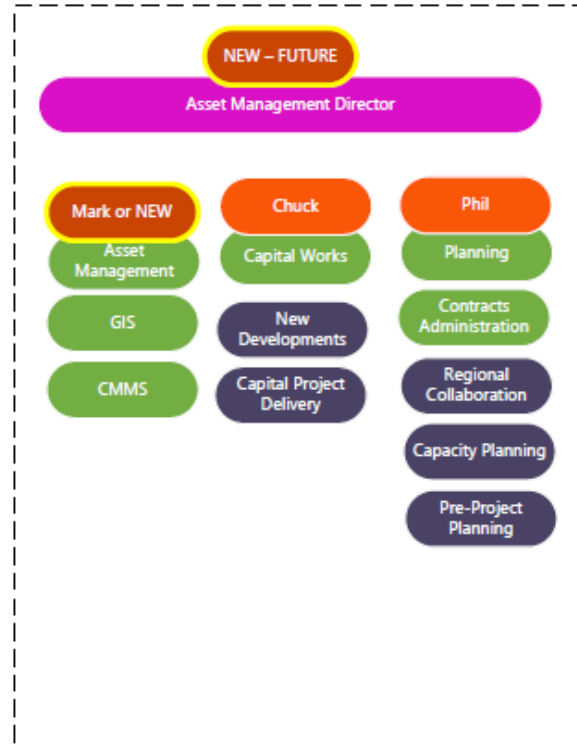 NEW – FUTURE
Asset Management Director
Mark or NEW
Asset
Management
GIS
CMMS
Chuck
Capital Works
New
Developments
Capital Project
Delivery
Phil
Planning
Contracts
Administration
Regional
Collaboration
Capacity Planning
Pre-Project
Planning